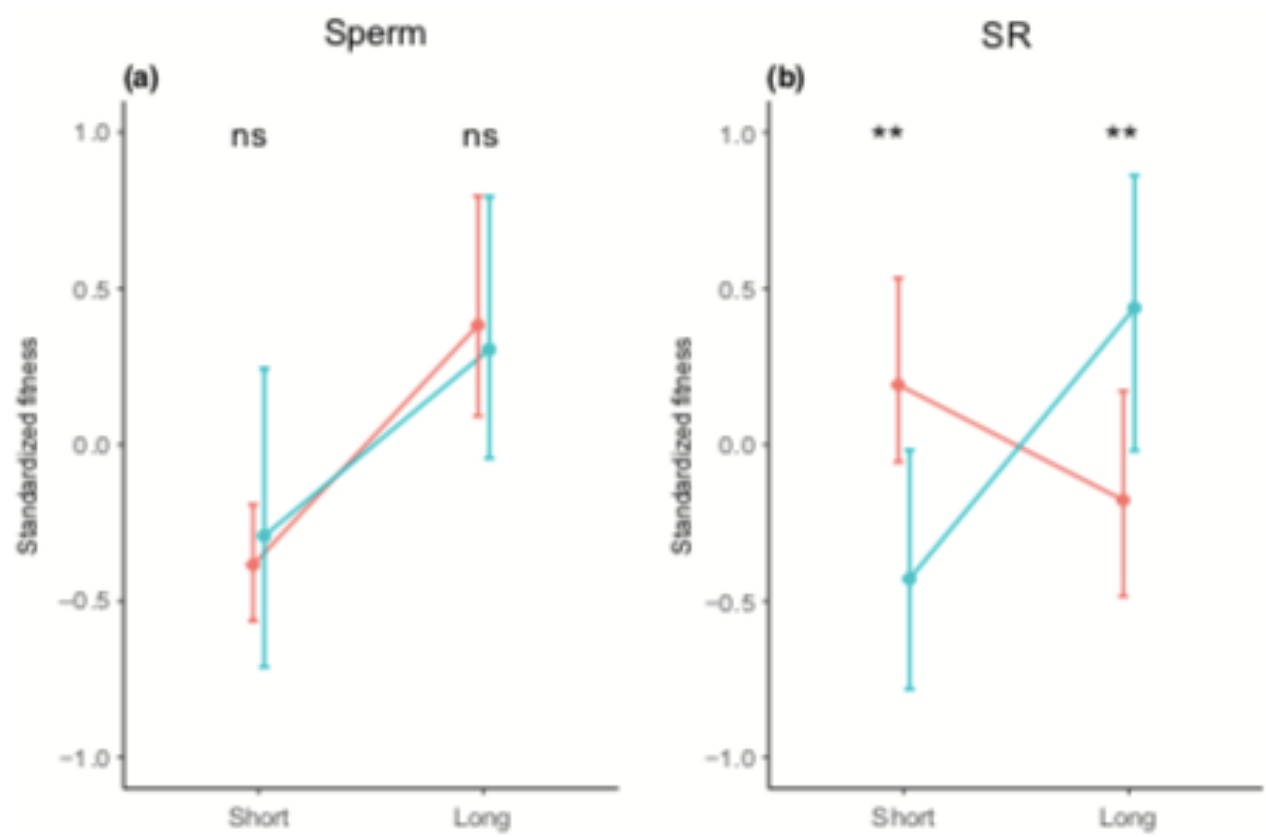 Sperm
(a)
ns ns
1.0
0.5
0.0
−0.5
−1.0
Standardized fitness
Short Long
SR
(b)
** **
1.0
0.5
0.0
−0.5
−1.0
Standardized fitness
Short Long